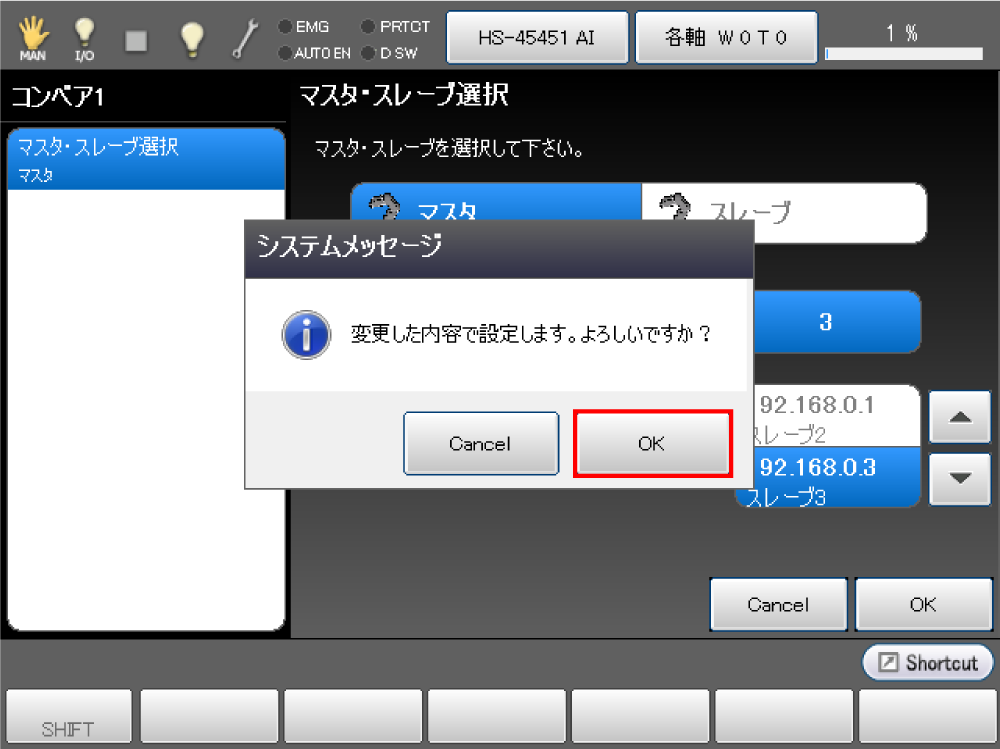 MAN
I/O
EMG
PRTCT
AUTO EN
D SW
HS-45451 AI
各軸 W0T0
1 %
コンベア1
マスタ・スレーブ選択
マスタ・スレーブ選択
マスタ
マスタ・スレーブを選択して下さい。
マスタ
スレーブ
システムメッセージ
変更した内容で設定します。よろしいですか？
Cancel
OK
3
92.168.0.1
スレーブ2
92.168.0.3
スレーブ3
Cancel
OK
Shortcut
SHIFT